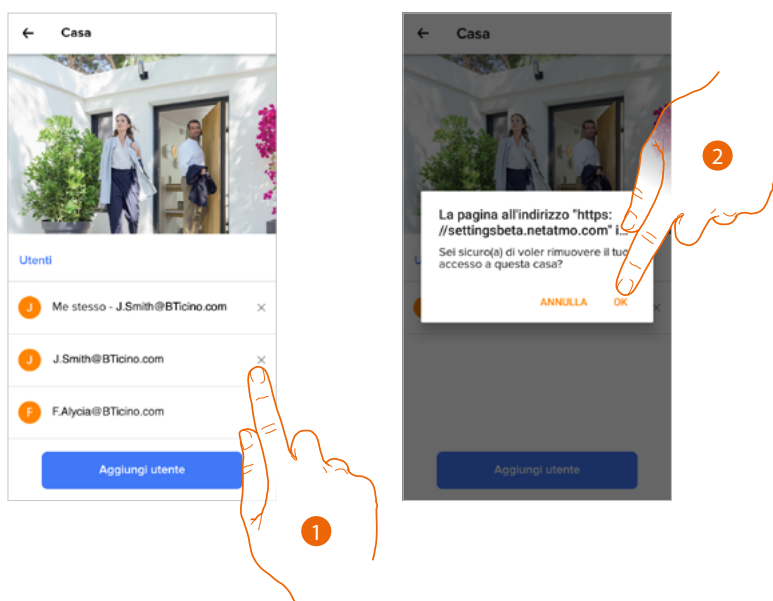 Casa
Utenti
J
Me stesso - J.Smith@BTicino.com
J
J.Smith@BTicino.com
F
F.Alycia@BTicino.com
Aggiungi utente
1
Casa
La pagina all'indirizzo "https:
//settingsbeta.netatmo.com" i...
Sei sicuro(a) di voler rimuovere il tuo
accesso a questa casa?
ANNULLA OK
Aggiungi utente
2